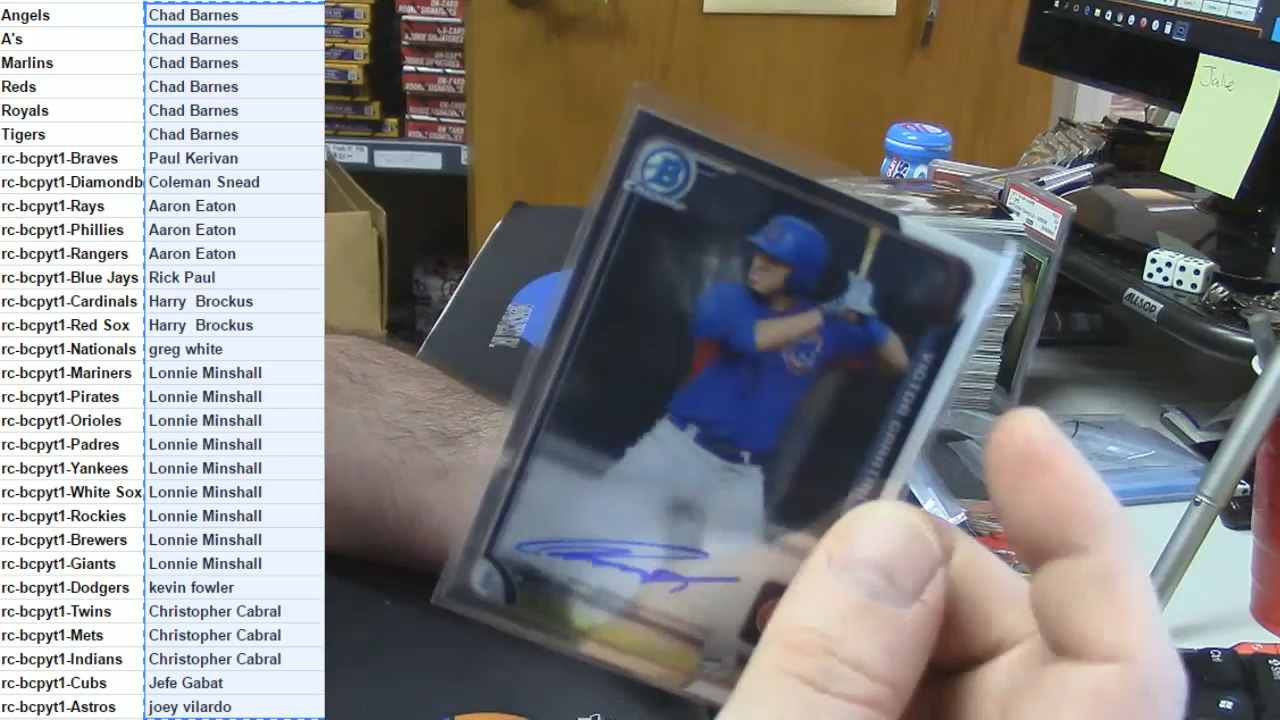 Angels Chad Barnes
A's Chad Barnes
Marlins Chad Barnes
Reds Chad Barnes
Royals Chad Barnes
Tigers Chad Barnes
rc-bcpyt1-Braves Paul Kerivan
rc-bcpyt1-Diamondb Coleman Snead
rc-bcpyt1-Rays Aaron Eaton
rc-bcpyt1-Phillies Aaron Eaton
rc-bcpyt1-Rangers Aaron Eaton
rc-bcpyt1-Blue Jays Rick Paul
rc-bcpyt1-Cardinals Harry Brockus
rc-bcpyt1-Red Sox Harry Brockus
rc-bcpyt1-Nationals greg white
rc-bcpyt1-Mariners Lonnie Minshall
rc-bcpyt1-Pirates Lonnie Minshall
rc-bcpyt1-Orioles Lonnie Minshall
rc-bcpyt1-Padres Lonnie Minshall
rc-bcpyt1-Yankees Lonnie Minshall
rc-bcpyt1-White Sox Lonnie Minshall
rc-bcpyt1-Rockies Lonnie Minshall
rc-bcpyt1-Brewers Lonnie Minshall
rc-bcpyt1-Giants Lonnie Minshall
rc-bcpyt1-Dodgers kevin fowler
rc-bcpyt1-Twins Christopher Cabral
rc-bcpyt1-Mets Christopher Cabral
rc-bcpyt1-Indians Christopher Cabral
rc-bcpyt1-Cubs Jefe Gabat
rc-bcpyt1-Astros joey vilardo
ON-CARD
ROOKIE SIGNATURES
B
VICTOR
ALLSOP
Ctrl